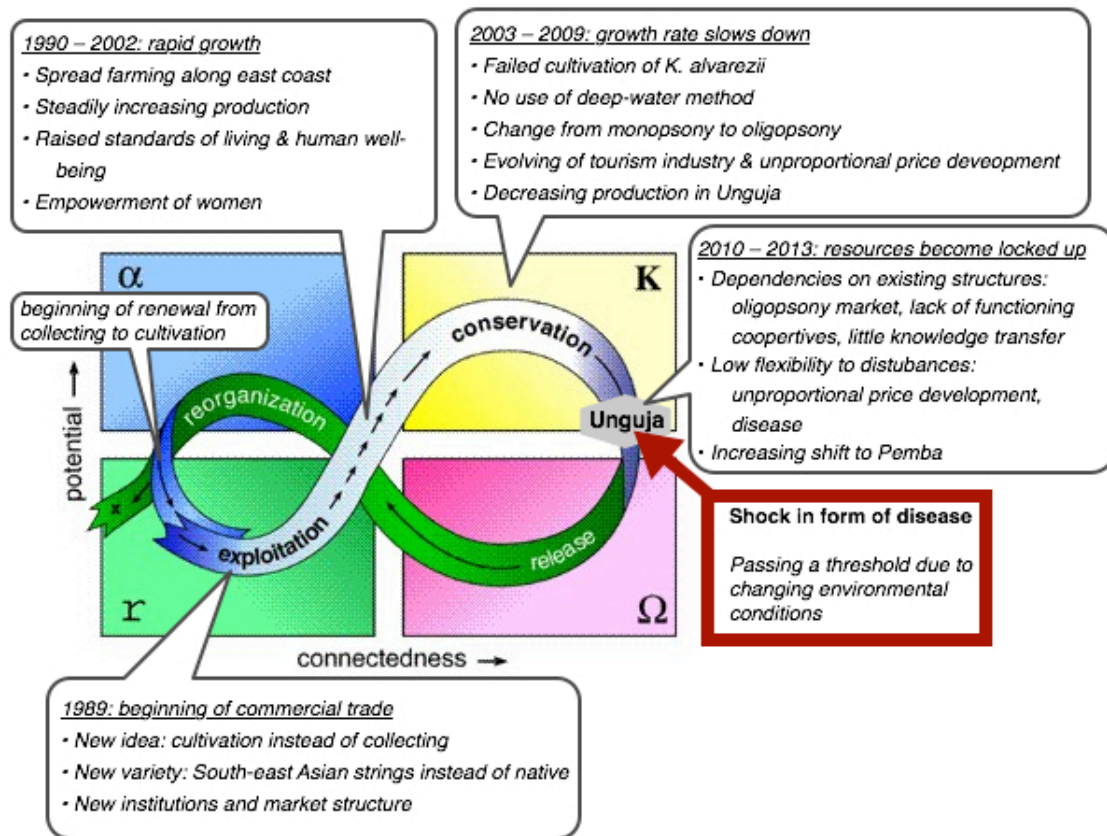 1990 – 2002: rapid growth
• Spread farming along east coast
• Steadily increasing production
• Raised standards of living & human well-
being
• Empowerment of women
2003 – 2009: growth rate slows down
• Failed cultivation of K. alvarezii
• No use of deep-water method
• Change from monopsony to oligopsony
• Evolving of tourism industry & unproportional price deveopment
• Decreasing production in Unguja
2010 – 2013: resources become locked up
• Dependencies on existing structures:
oligopsony market, lack of functioning
coopertives, little knowledge transfer
• Low flexibility to distubances:
unproportional price development,
disease
• Increasing shift to Pemba
α
K
beginning of renewal from
collecting to cultivation
conservation
reorganization
Unguja
potential →
x
exploitation
release
r
Ω
connectedness →
Shock in form of disease
Passing a threshold due to
changing environmental
conditions
1989: beginning of commercial trade
• New idea: cultivation instead of collecting
• New variety: South-east Asian strings instead of native
• New institutions and market structure